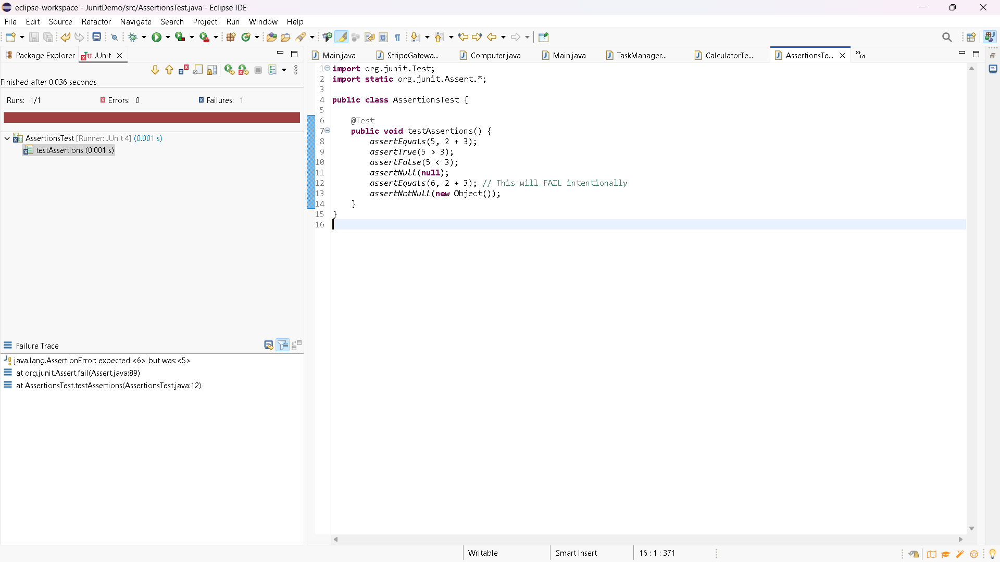 eclipse-workspace - JunitDemo/src/AssertionsTest.java - Eclipse IDE
File Edit Source Refactor Navigate Search Project Run Window Help
Package Explorer JUnit
Main.java StripeGatewa... Computer.java Main.java TaskManager... CalculatorTe... AssertionsTe... »61
Finished after 0.036 seconds
Runs: 1/1 Errors: 0 Failures: 1
AssertionsTest [Runner: JUnit 4] (0.001 s)
testAssertions (0.001 s)
Failure Trace
java.lang.AssertionError: expected:<6> but was:<5>
at org.junit.Assert.fail(Assert.java:89)
at AssertionsTest.testAssertions(AssertionsTest.java:12)
1 import org.junit.Test;
2 import static org.junit.Assert.*;
3
4 public class AssertionsTest {
5
6 @Test
7 public void testAssertions() {
8 assertEquals(5, 2 + 3);
9 assertTrue(5 > 3);
10 assertFalse(5 < 3);
11 assertNull(null);
12 assertEquals(6, 2 + 3); // This will FAIL intentionally
13 assertNotNull(new Object());
14 }
15 }
16
Writable Smart Insert 16 : 1 : 371